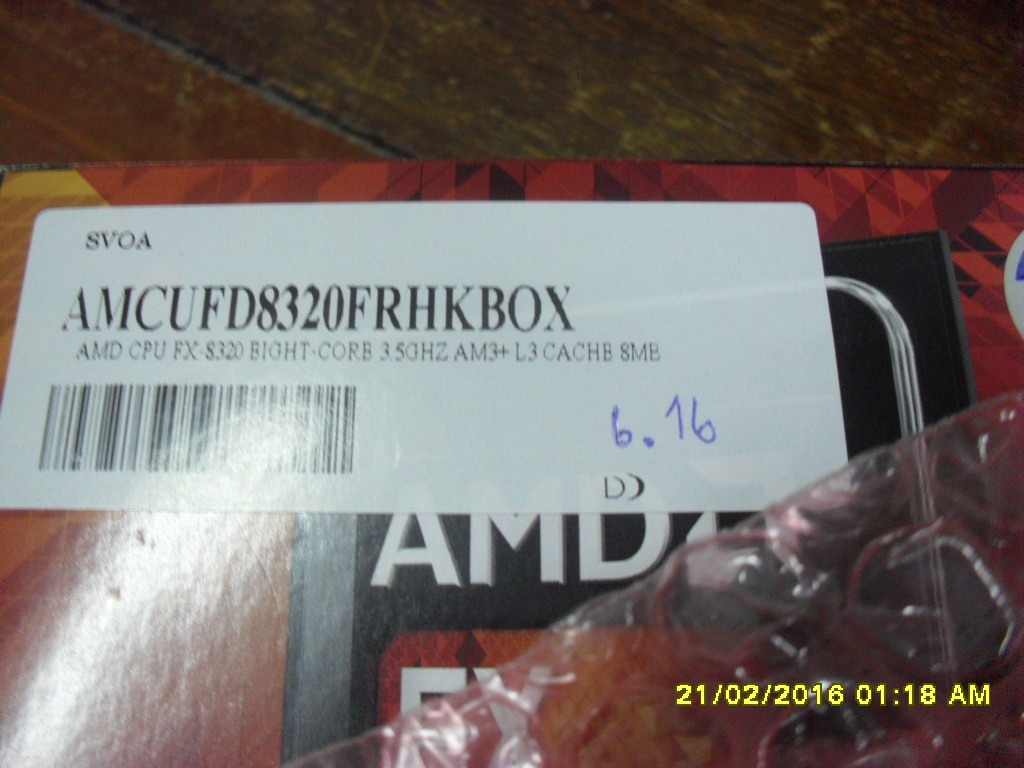 SVOA
AMCUFD8320FRHKBOX
AMD CPU FX-8320 EIGHT-CORE 3.5GHZ AM3+ L3 CACHE 8MB
6.16
AMD
FX
21/02/2016 01:18 AM